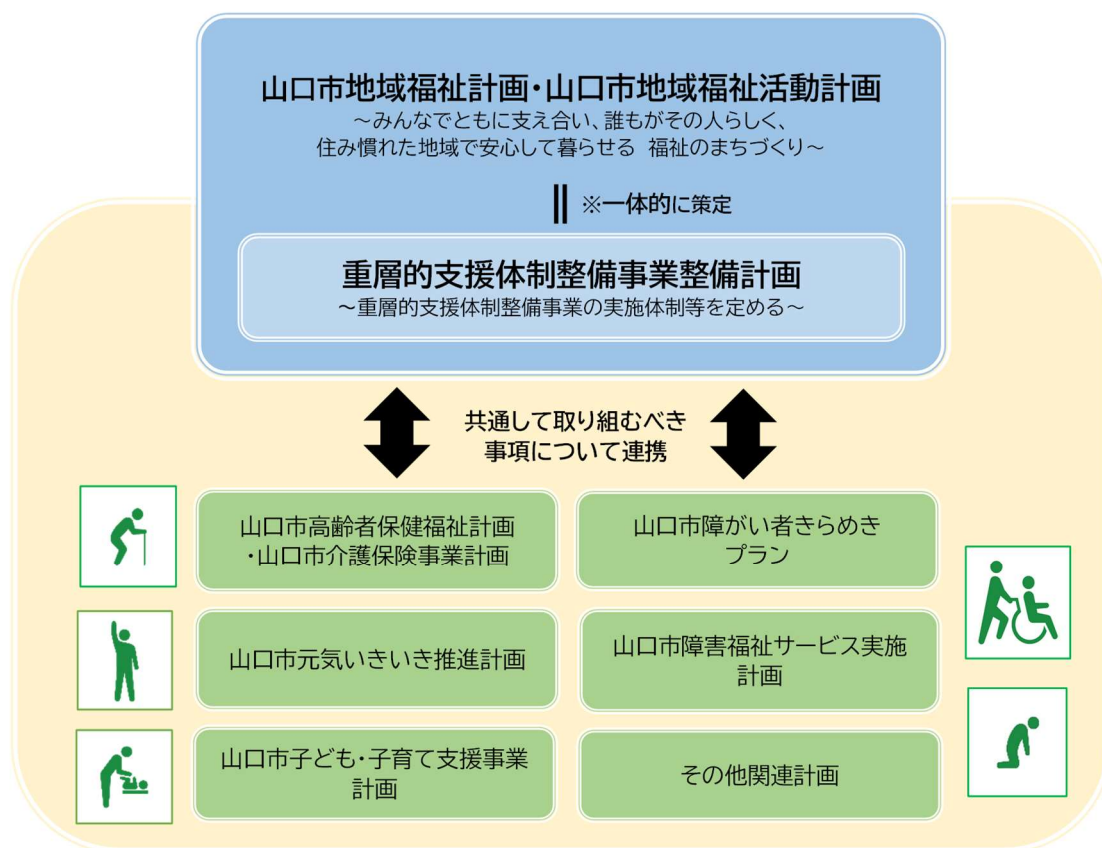 山口市地域福祉計画・山口市地域福祉活動計画
～みんなでともに支え合い、誰もがその人らしく、
住み慣れた地域で安心して暮らせる 福祉のまちづくり～
※一体的に策定
重層的支援体制整備事業整備計画
～重層的支援体制整備事業の実施体制等を定める～
共通して取り組むべき
事項について連携
山口市高齢者保健福祉計画
・山口市介護保険事業計画
山口市障がい者きらめき
プラン
山口市元気いきいき推進計画
山口市障害福祉サービス実施
計画
山口市子ども・子育て支援事業
計画
その他関連計画